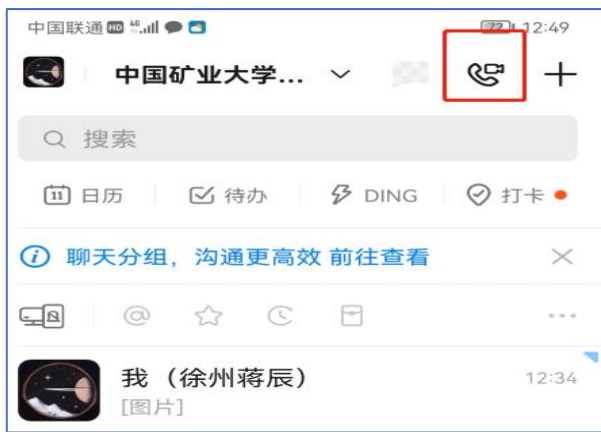 中国联通 HD 46 72 12:49
中国矿业大学...
搜索
11 日历 待办 DING 打卡
聊天分组，沟通更高效 前往查看
@ ...
我（徐州蒋辰） 12:34
[图片]